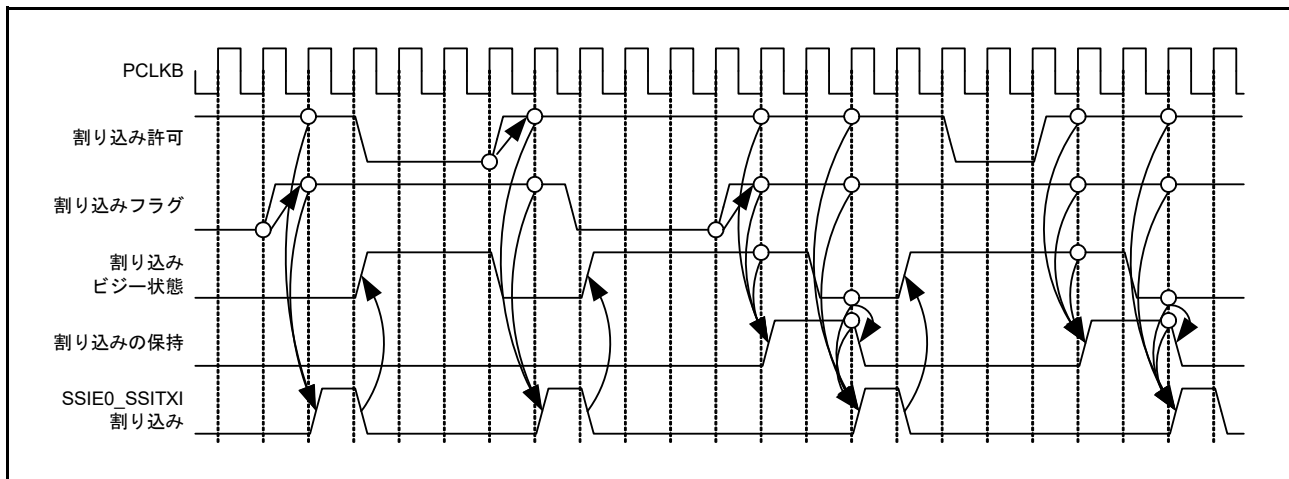 PCLKB
割り込み許可
割り込みフラグ
割り込み
ビジー状態
割り込みの保持
SSIE0_SSITXI
割り込み